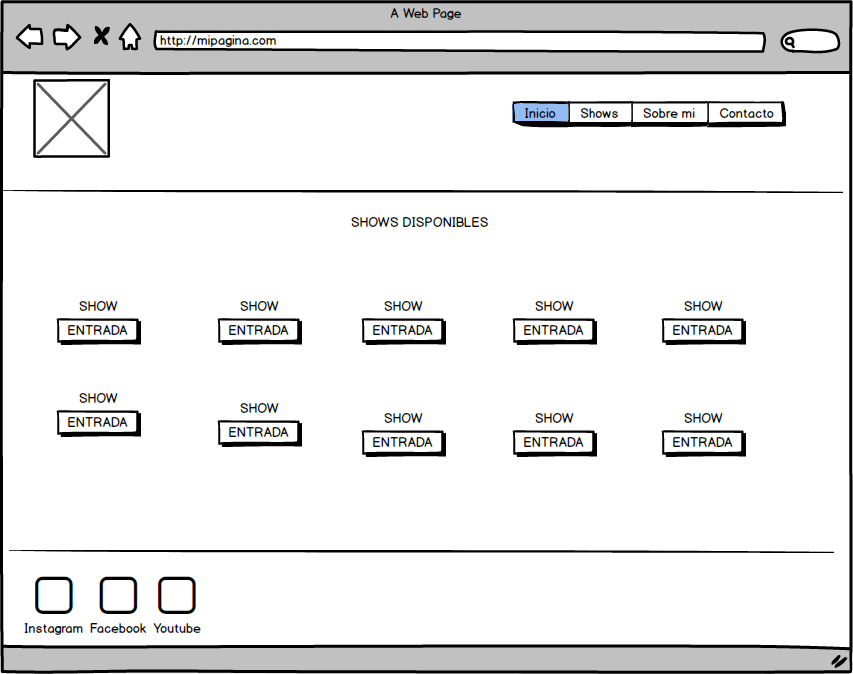 A Web Page
http://mipagina.com
Inicio Shows Sobre mi Contacto
SHOWS DISPONIBLES
SHOW SHOW SHOW SHOW SHOW
ENTRADA ENTRADA ENTRADA ENTRADA ENTRADA
SHOW SHOW SHOW SHOW SHOW
ENTRADA ENTRADA ENTRADA ENTRADA ENTRADA
Instagram Facebook Youtube